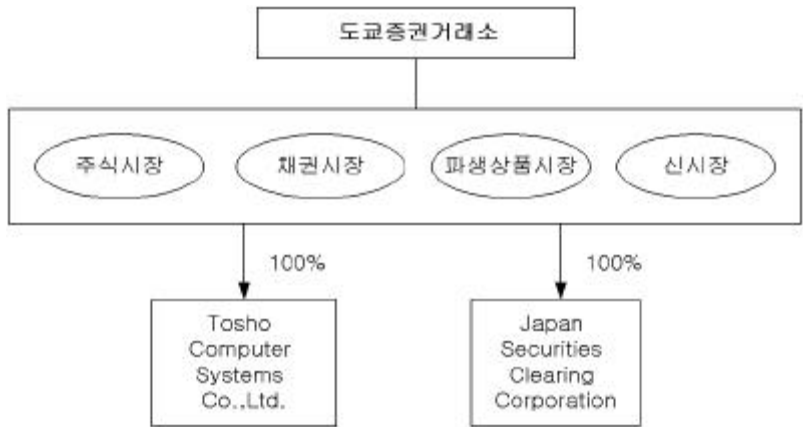 도쿄증권거래소
주식시장
채권시장
파생상품시장
신시장
100%
100%
Tosho
Computer
Systems
Co.,Ltd.
Japan
Securities
Clearing
Corporation